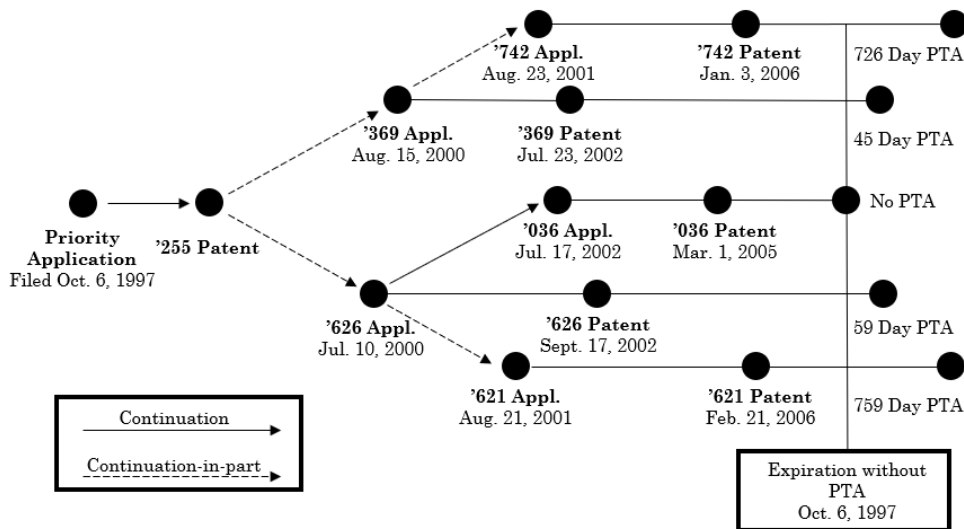 '742 Appl.
Aug. 23, 2001
'742 Patent
Jan. 3, 2006
726 Day PTA
'369 Appl.
Aug. 15, 2000
'369 Patent
Jul. 23, 2002
45 Day PTA
Priority
Application
Filed Oct. 6, 1997
'255 Patent
'036 Appl.
Jul. 17, 2002
'036 Patent
Mar. 1, 2005
No PTA
'626 Appl.
Jul. 10, 2000
'626 Patent
Sept. 17, 2002
59 Day PTA
'621 Appl.
Aug. 21, 2001
'621 Patent
Feb. 21, 2006
759 Day PTA
Continuation
Continuation-in-part
Expiration without
PTA
Oct. 6, 1997